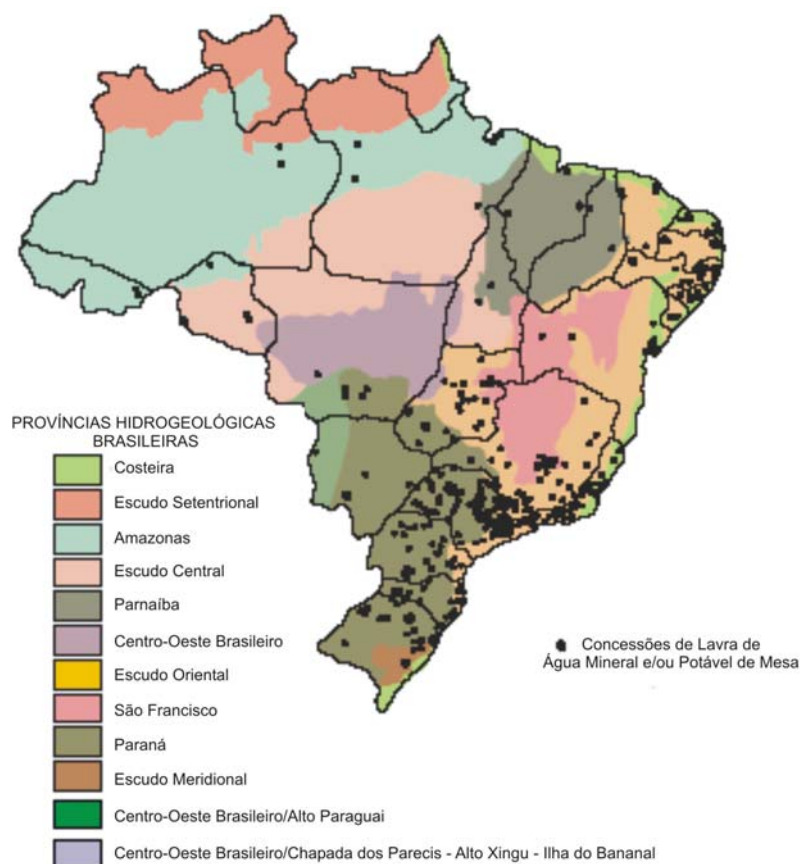 PROVÍNCIAS HIDROGEOLÓGICAS
BRASILEIRAS
Costeira
Escudo Setentrional
Amazonas
Escudo Central
Parnaíba
Centro-Oeste Brasileiro
Escudo Oriental
São Francisco
Paraná
Escudo Meridional
Centro-Oeste Brasileiro/Alto Paraguai
Centro-Oeste Brasileiro/Chapada dos Parecis - Alto Xingu - Ilha do Bananal
Concessões de Lavra de
Água Mineral e/ou Potável de Mesa